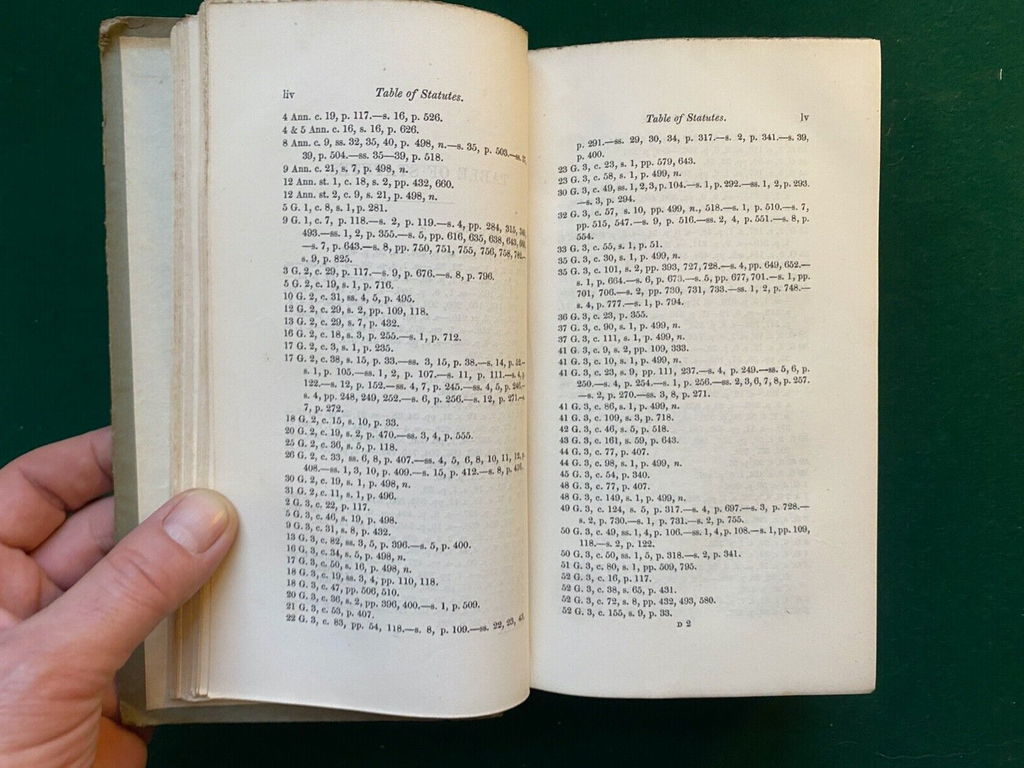 liv
Table of Statutes.
4 Ann. c. 19, p. 117.—s. 16, p. 526.
4 & 5 Ann. c. 16, s. 16, p. 626.
8 Ann. c. 9, ss. 32, 35, 40, p. 498, n.—s. 35, p. 503.—ss.
39, p. 504.—ss. 35—39, p. 518.
9 Ann. c. 21, s. 7, p. 498, n.
12 Ann. st. 1, c. 18, s. 2, pp. 432, 660.
12 Ann. st. 2, c. 9, s. 21, p. 498, n.
5 G. 1, c. 8, s. 1, p. 281.
9 G. 1, c. 7, p. 118.—s. 2, p. 119.—s. 4, pp. 284, 315,
493.—ss. 1, 2, p. 355.—s. 5, pp. 616, 635, 638, 643,
—s. 7, p. 643.—s. 8, pp. 750, 751, 755, 756, 758,
s. 9, p. 825.
3 G. 2, c. 29, p. 117.—s. 9, p. 676.—s. 8, p. 796.
5 G. 2, c. 19, s. 1, p. 716.
10 G. 2, c. 31, ss. 4, 5, p. 495.
12 G. 2, c. 29, s. 2, pp. 109, 118.
13 G. 2, c. 29, s. 7, p. 432.
16 G. 2, c. 18, s. 3, p. 255.—s. 1, p. 712.
17 G. 2, c. 3, s. 1, p. 235.
17 G. 2, c. 38, s. 15, p. 33.—ss. 3, 15, p. 38.—s. 14, p.
s. 1, p. 105.—ss. 1, 2, p. 107.—s. 11, p. 111.—s. 4, p.
122.—s. 12, p. 152.—ss. 4, 7, p. 245.—ss. 4, 5, p.
s. 4, pp. 248, 249, 252.—s. 6, p. 256.—s. 12, p. 271.—
7, p. 272.
18 G. 2, c. 15, s. 10, p. 33.
20 G. 2, c. 19, s. 2, p. 470.—ss. 3, 4, p. 555.
25 G. 2, c. 36, s. 5, p. 118.
26 G. 2, c. 33, ss. 6, 8, p. 407.—ss. 4, 5, 6, 8, 10, 11,
408.—ss. 1, 3, 10, p. 409.—s. 15, p. 412.—s. 8, p.
30 G. 2, c. 19, s. 1, p. 498, n.
31 G. 2, c. 11, s. 1, p. 496.
2 G. 3, c. 22, p. 117.
5 G. 3, c. 46, s. 19, p. 498.
9 G. 3, c. 31, s. 8, p. 432.
13 G. 3, c. 82, ss. 3, 5, p. 396.—s. 5, p. 400.
16 G. 3, c. 34, s. 5, p. 498, n.
17 G. 3, c. 50, s. 16, p. 498, n.
18 G. 3, c. 19, ss. 3, 4, pp. 110, 118.
18 G. 3, c. 47, pp. 506, 510.
20 G. 3, c. 36, s. 2, pp. 396, 400.—s. 1, p. 509.
21 G. 3, c. 53, p. 407.
22 G. 3, c. 83, pp. 54, 118.—s. 8, p. 109.—ss. 22, 23,
Table of Statutes.
lv
p. 291.—ss. 29, 30, 34, p. 317.—s. 2, p. 341.—s. 39,
p. 400.
23 G. 3, c. 23, s. 1, pp. 579, 643.
23 G. 3, c. 58, s. 1, p. 499, n.
30 G. 3, c. 49, ss. 1, 2, 3, p. 104.—s. 1, p. 292.—ss. 1, 2, p. 293.
—s. 3, p. 294.
32 G. 3, c. 57, s. 10, pp. 499, n., 518.—s. 1, p. 510.—s. 7,
pp. 515, 547.—s. 9, p. 516.—ss. 2, 4, p. 551.—s. 8, p.
554.
33 G. 3, c. 55, s. 1, p. 51.
35 G. 3, c. 30, s. 1, p. 499, n.
35 G. 3, c. 101, s. 2, pp. 393, 727, 728.—s. 4, pp. 649, 652.—
s. 1, p. 664.—s. 6, p. 673.—s. 5, pp. 677, 701.—s. 1, pp.
701, 706.—s. 2, pp. 730, 731, 733.—ss. 1, 2, p. 748.—
s. 4, p. 777.—s. 1, p. 794.
36 G. 3, c. 23, p. 355.
37 G. 3, c. 90, s. 1, p. 499, n.
37 G. 3, c. 111, s. 1, p. 499, n.
41 G. 3, c. 9, s. 2, pp. 109, 333.
41 G. 3, c. 10, s. 1, p. 499, n.
41 G. 3, c. 23, s. 9, pp. 111, 237.—s. 4, p. 249.—ss. 5, 6, p.
250.—s. 4, p. 254.—s. 1, p. 256.—ss. 2, 3, 6, 7, 8, p. 257.
—s. 2, p. 270.—ss. 3, 8, p. 271.
41 G. 3, c. 86, s. 1, p. 499, n.
41 G. 3, c. 109, s. 3, p. 718.
42 G. 3, c. 46, s. 5, p. 518.
43 G. 3, c. 161, s. 59, p. 643.
44 G. 3, c. 77, p. 407.
44 G. 3, c. 98, s. 1, p. 499, n.
45 G. 3, c. 54, p. 340.
48 G. 3, c. 77, p. 407.
48 G. 3, c. 149, s. 1, p. 499, n.
49 G. 3, c. 124, s. 5, p. 317.—s. 4, p. 697.—s. 3, p. 728.—
s. 2, p. 730.—s. 1, p. 731.—s. 2, p. 755.
50 G. 3, c. 49, ss. 1, 4, p. 106.—ss. 1, 4, p. 108.—s. 1, pp. 109,
118.—s. 2, p. 122.
50 G. 3, c. 50, ss. 1, 5, p. 318.—s. 2, p. 341.
51 G. 3, c. 80, s. 1, pp. 509, 795.
52 G. 3, c. 16, p. 117.
52 G. 3, c. 38, s. 65, p. 431.
52 G. 3, c. 72, s. 8, pp. 432, 493, 580.
52 G. 3, c. 155, s. 9, p. 33.
D 2